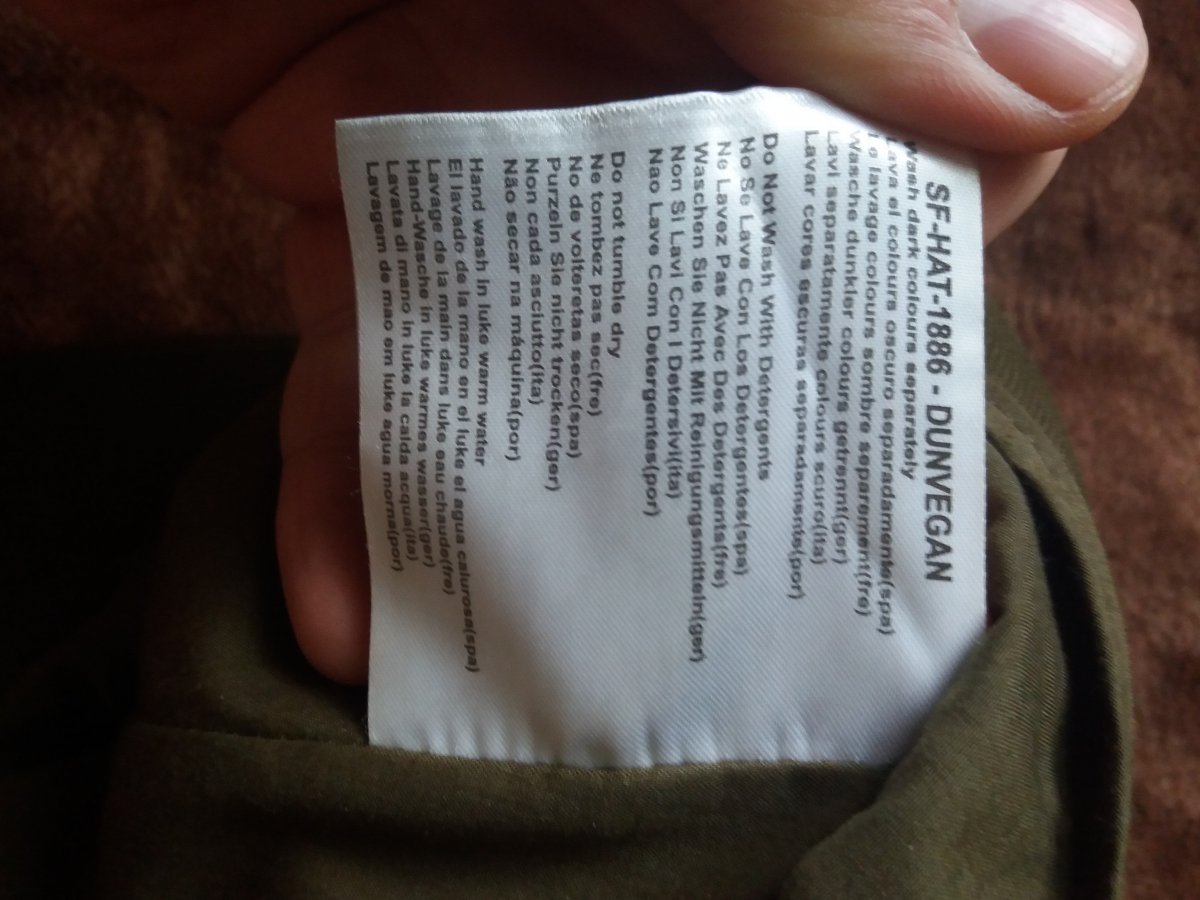 SF-HAT-1886 - DUNVEGAN
Wash dark colours separately
Lava el colours oscuro separadamente(spa)
Le lavage colours sombre separement(fre)
Wasche dunkler colours getrennt(ger)
Lavi separatamente colours scuro(ita)
Lavar cores escuras separadamente(por)
Do Not Wash With Detergents
No Se Lave Con Los Detergentes(spa)
Ne Lavez Pas Avec Des Detergents(fre)
Waschen Sie Nicht Mit Reinigungsmitteln(ger)
Non Si Lavi Con I Detersivi(ita)
Nao Lave Com Detergentes(por)
Do not tumble dry
Ne tombez pas sec(fre)
No de volteretas seco(spa)
Purzeln Sie nicht trocken(ger)
Non cada asciutto(ita)
Não secar na máquina(por)
Hand wash in luke warm water
El lavado de la mano en el luke el agua calurosa(spa)
Lavage de la main dans luke eau chaude(fre)
Hand-Wasche in luke warmes wasser(ger)
Lavata di mano in luke la calda acqua(ita)
Lavagem de mao em luke agua morna(por)